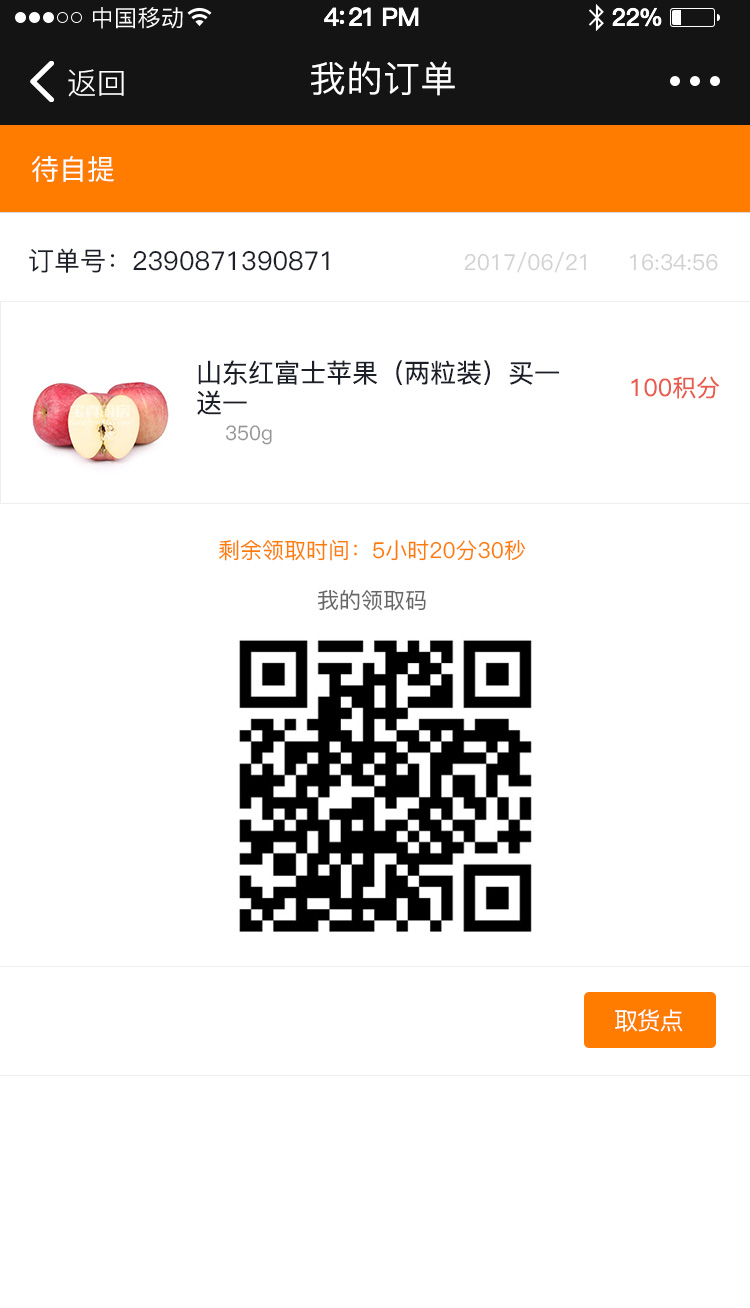 中国移动 4:21 PM 22%
返回 我的订单
待自提
订单号：2390871390871 2017/06/21 16:34:56
山东红富士苹果（两粒装）买一
送一
100积分
350g
剩余领取时间：5小时20分30秒
我的领取码
取货点